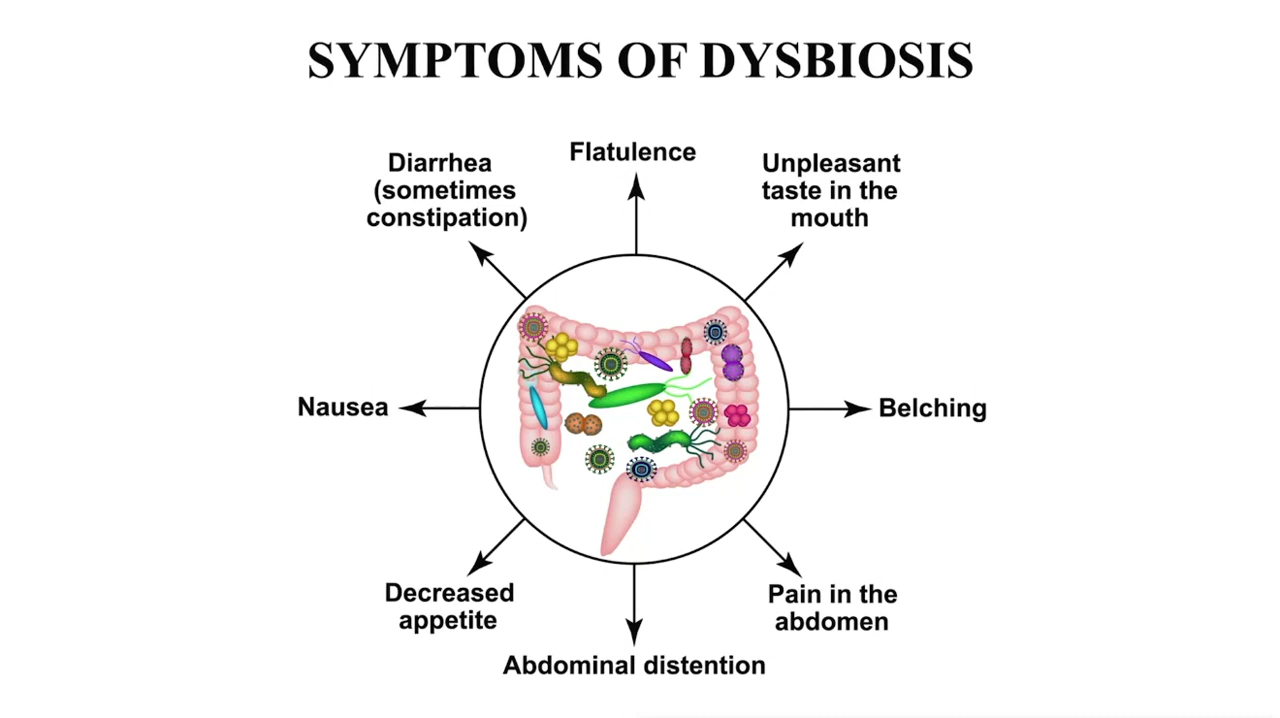 SYMPTOMS OF DYSBIOSIS
Flatulence
Diarrhea
(sometimes
constipation)
Unpleasant
taste in the
mouth
Nausea
Belching
Decreased
appetite
Pain in the
abdomen
Abdominal distention